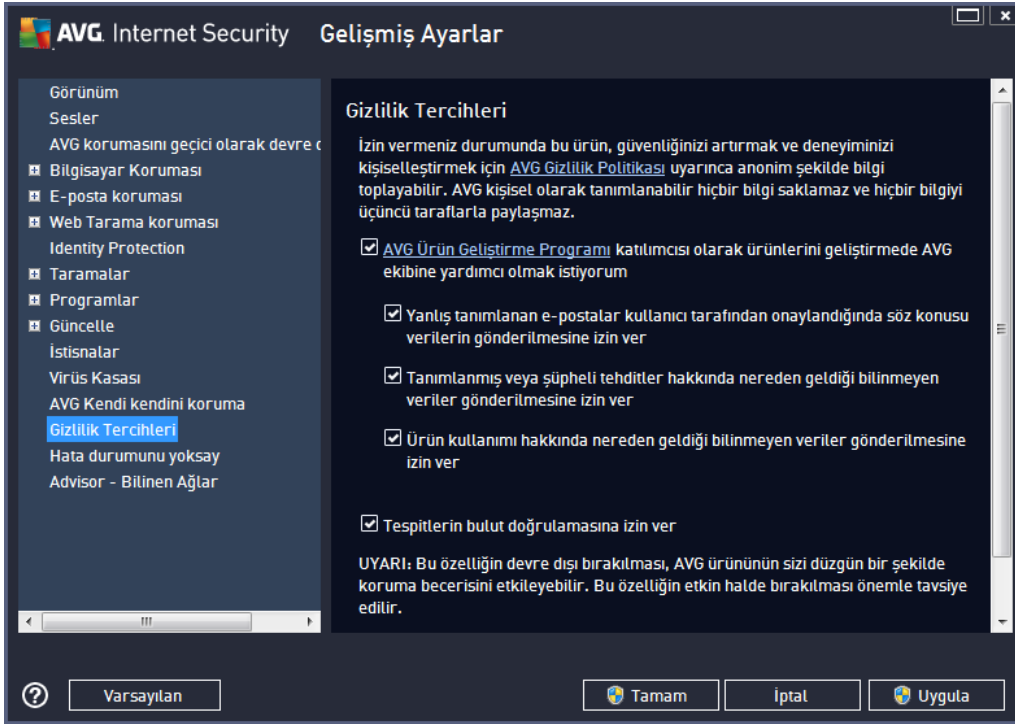 AVG. Internet Security Gelişmiş Ayarlar
Görünüm
Sesler
AVG korumasını geçici olarak devre
Bilgisayar Koruması
E-posta koruması
Web Tarama koruması
Identity Protection
Taramalar
Programlar
Güncelle
İstisnalar
Virüs Kasası
AVG Kendi kendini koruma
Gizlilik Tercihleri
Hata durumunu yoksay
Advisor - Bilinen Ağlar
Gizlilik Tercihleri
İzin vermeniz durumunda bu ürün, güvenliğinizi artırmak ve deneyiminizi
kişiselleştirmek için AVG Gizlilik Politikası uyarınca anonim şekilde bilgi
toplayabilir. AVG kişisel olarak tanımlanabilir hiçbir bilgi saklamaz ve hiçbir bilgiyi
üçüncü taraflarla paylaşmaz.
AVG Ürün Geliştirme Programı katılımcısı olarak ürünlerini geliştirmede AVG
ekibine yardımcı olmak istiyorum
Yanlış tanımlanan e-postalar kullanıcı tarafından onaylandığında söz konusu
verilerin gönderilmesine izin ver
Tanımlanmış veya şüpheli tehditler hakkında nereden geldiği bilinmeyen
veriler gönderilmesine izin ver
Ürün kullanımı hakkında nereden geldiği bilinmeyen veriler gönderilmesine
izin ver
Tespitlerin bulut doğrulamasına izin ver
UYARI: Bu özelliğin devre dışı bırakılması, AVG ürününün sizi düzgün bir şekilde
koruma becerisini etkileyebilir. Bu özelliğin etkin halde bırakılması önemle tavsiye
edilir.
Varsayılan
Tamam
İptal
Uygula